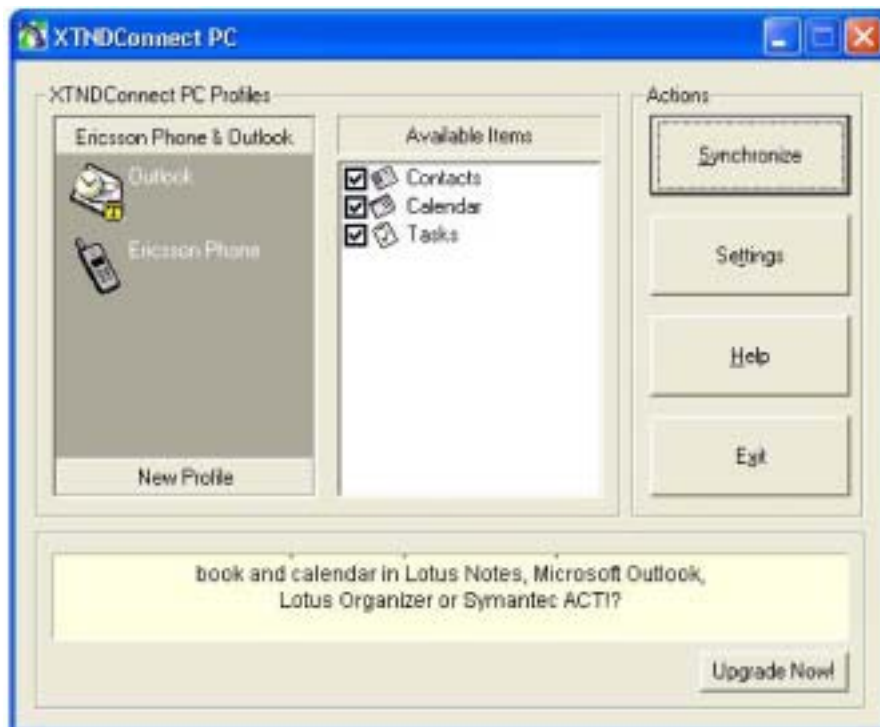 XTNDConnect PC
XTNDConnect PC Profiles
Ericsson Phone & Outlook
Outlook
Ericsson Phone
New Profile
Available Items
Contacts
Calendar
Tasks
Actions
Synchronize
Settings
Help
Exit
book and calendar in Lotus Notes, Microsoft Outlook,
Lotus Organizer or Symantec ACT!?
Upgrade Now!